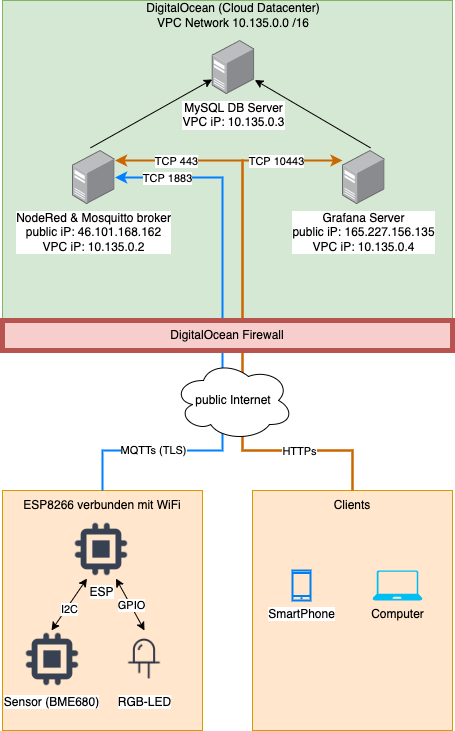 DigitalOcean (Cloud Datacenter)
VPC Network 10.135.0.0 /16
MySQL DB Server
VPC iP: 10.135.0.3
TCP 443
TCP 10443
TCP 1883
NodeRed & Mosquitto broker
public iP: 46.101.168.162
VPC iP: 10.135.0.2
Grafana Server
public iP: 165.227.156.135
VPC iP: 10.135.0.4
DigitalOcean Firewall
public Internet
MQTTs (TLS)
HTTPs
ESP8266 verbunden mit WiFi
ESP
I2C
GPIO
Sensor (BME680)
RGB-LED
Clients
SmartPhone
Computer